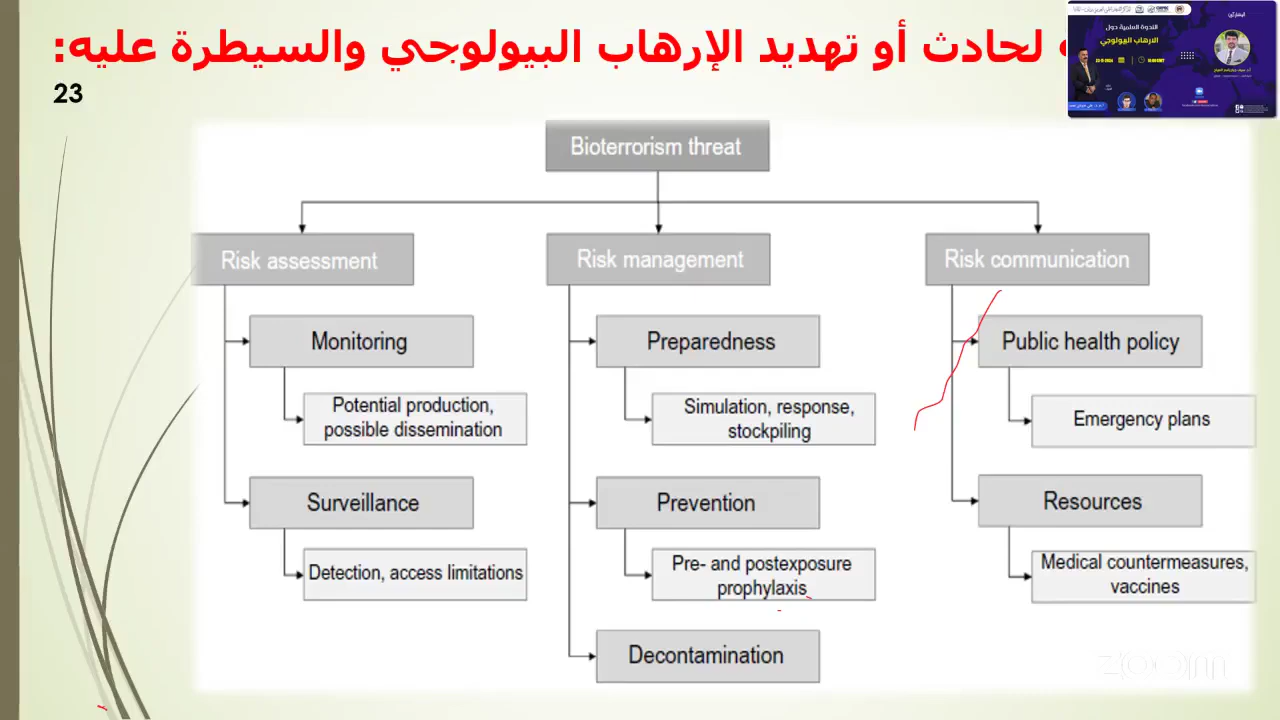 لحادث أو تهديد الإرهاب البيولوجي والسيطرة عليه:
23
الندوة العلمية حول
الارهاب البيولوجي
Bioterrorism threat
Risk assessment
Monitoring
Potential production,
possible dissemination
Surveillance
Detection, access limitations
Risk management
Preparedness
Simulation, response,
stockpiling
Prevention
Pre- and postexposure
prophylaxis
Decontamination
Risk communication
Public health policy
Emergency plans
Resources
Medical countermeasures,
vaccines
zoom